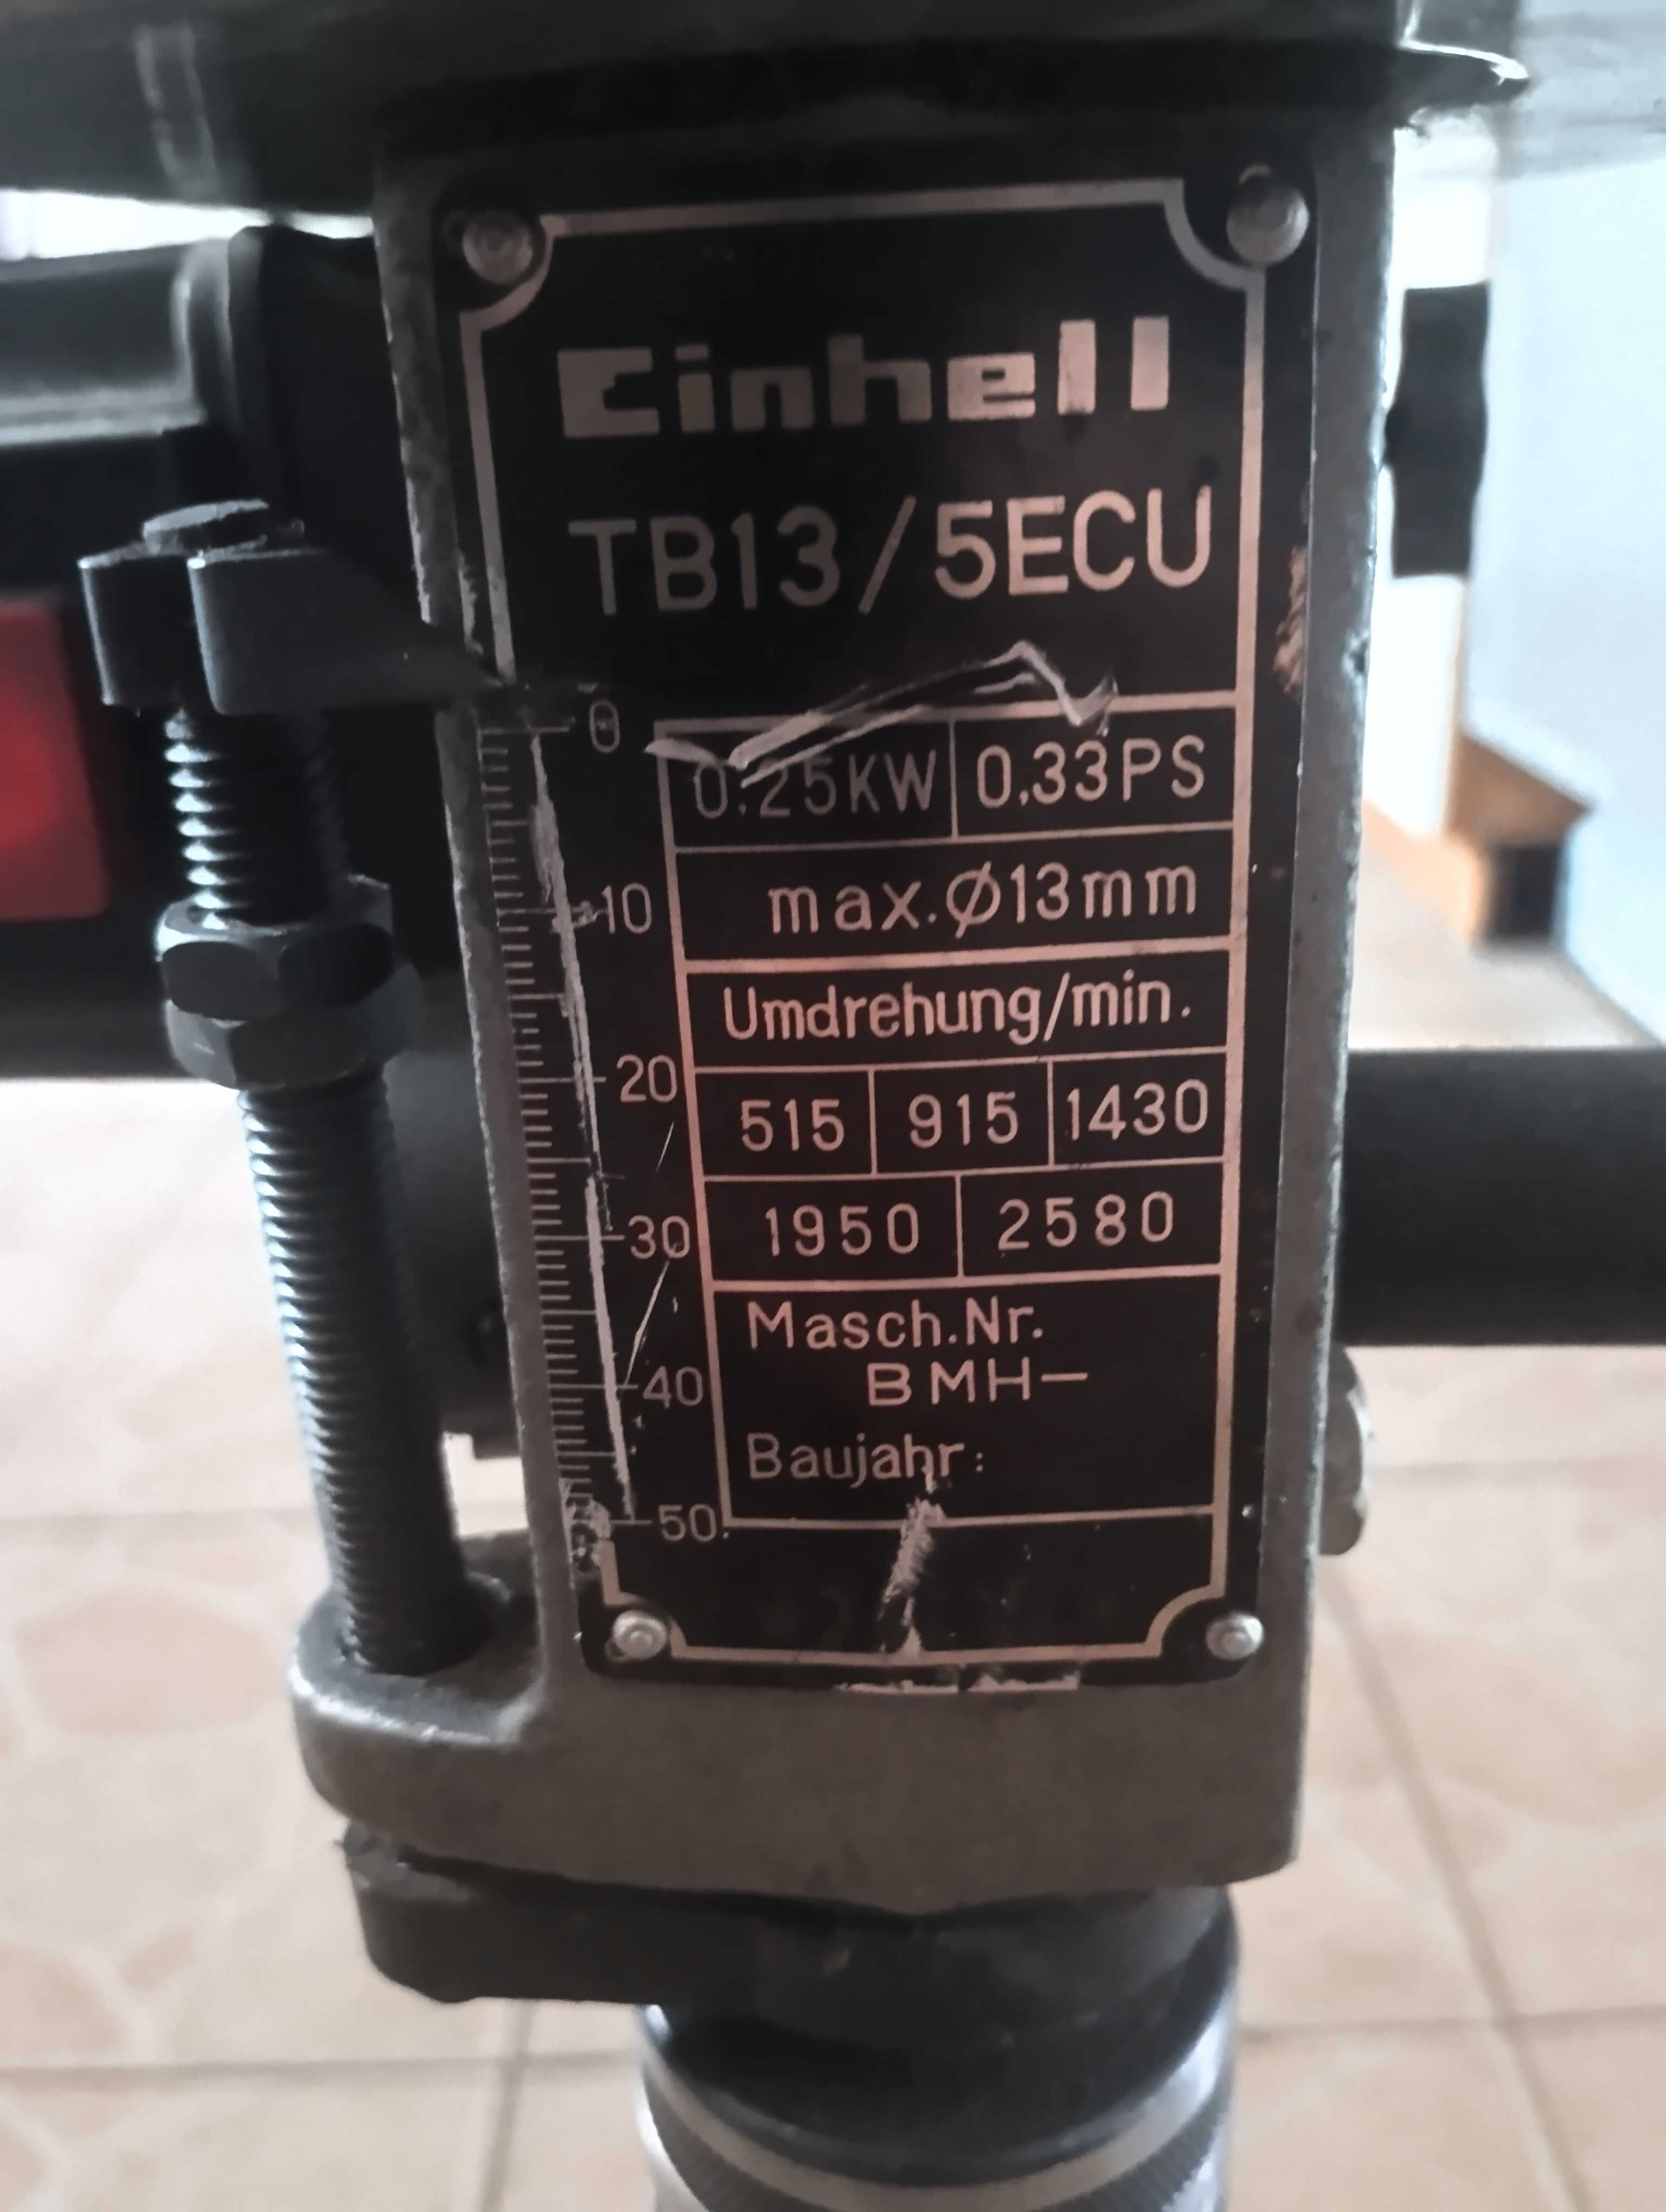 Einhell
TB13/5ECU
0
0.25KW 0.33PS
10
max.Ø13mm
Umdrehung/min.
20
515 915 1430
30
1950 2580
Masch.Nr.
40
BMH-
Baujahr:
50